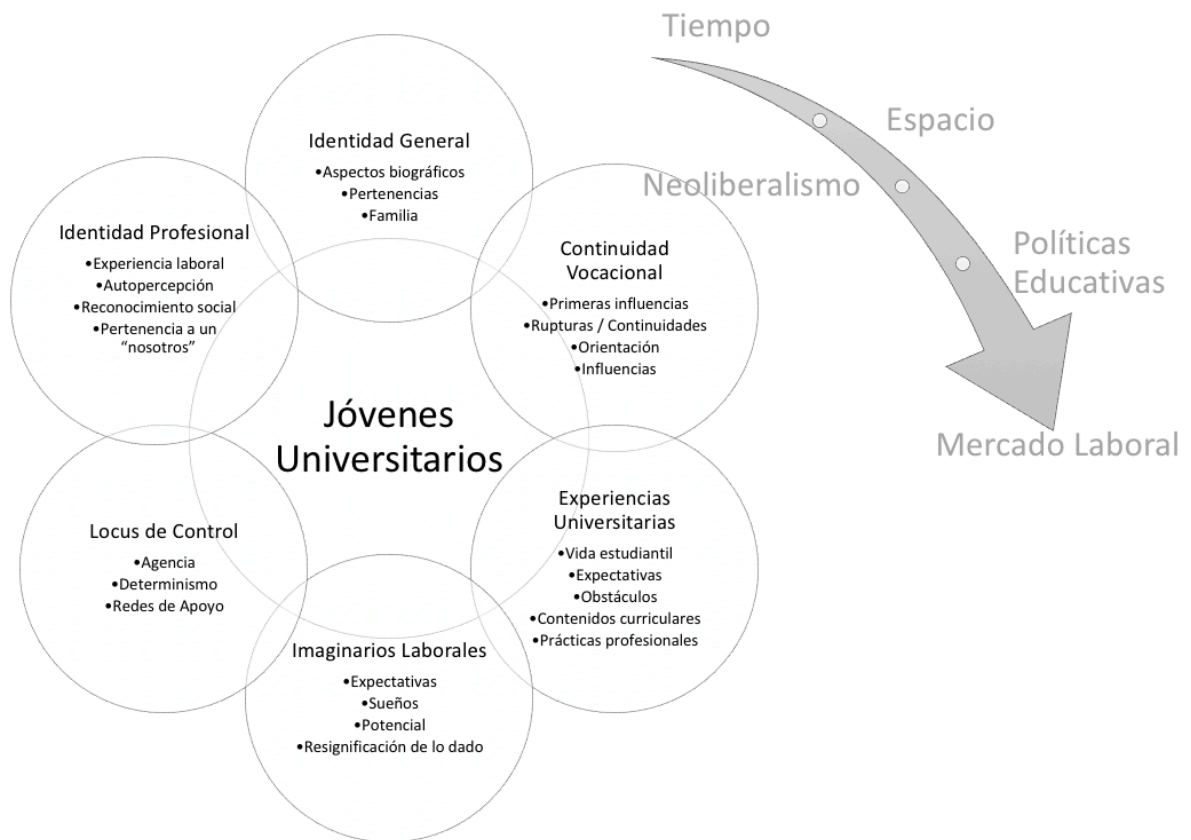 Tiempo
Espacio
Neoliberalismo
Políticas
Educativas
Mercado Laboral
Identidad General
•Aspectos biográficos
•Pertenencias
•Familia
Identidad Profesional
•Experiencia laboral
•Autopercepción
•Reconocimiento social
•Pertenencia a un
“nosotros”
Continuidad
Vocacional
•Primeras influencias
•Rupturas / Continuidades
•Orientación
•Influencias
Jóvenes
Universitarios
Locus de Control
•Agencia
•Determinismo
•Redes de Apoyo
Experiencias
Universitarias
•Vida estudiantil
•Expectativas
•Obstáculos
•Contenidos curriculares
•Prácticas profesionales
Imaginarios Laborales
•Expectativas
•Sueños
•Potencial
•Resignificación de lo dado